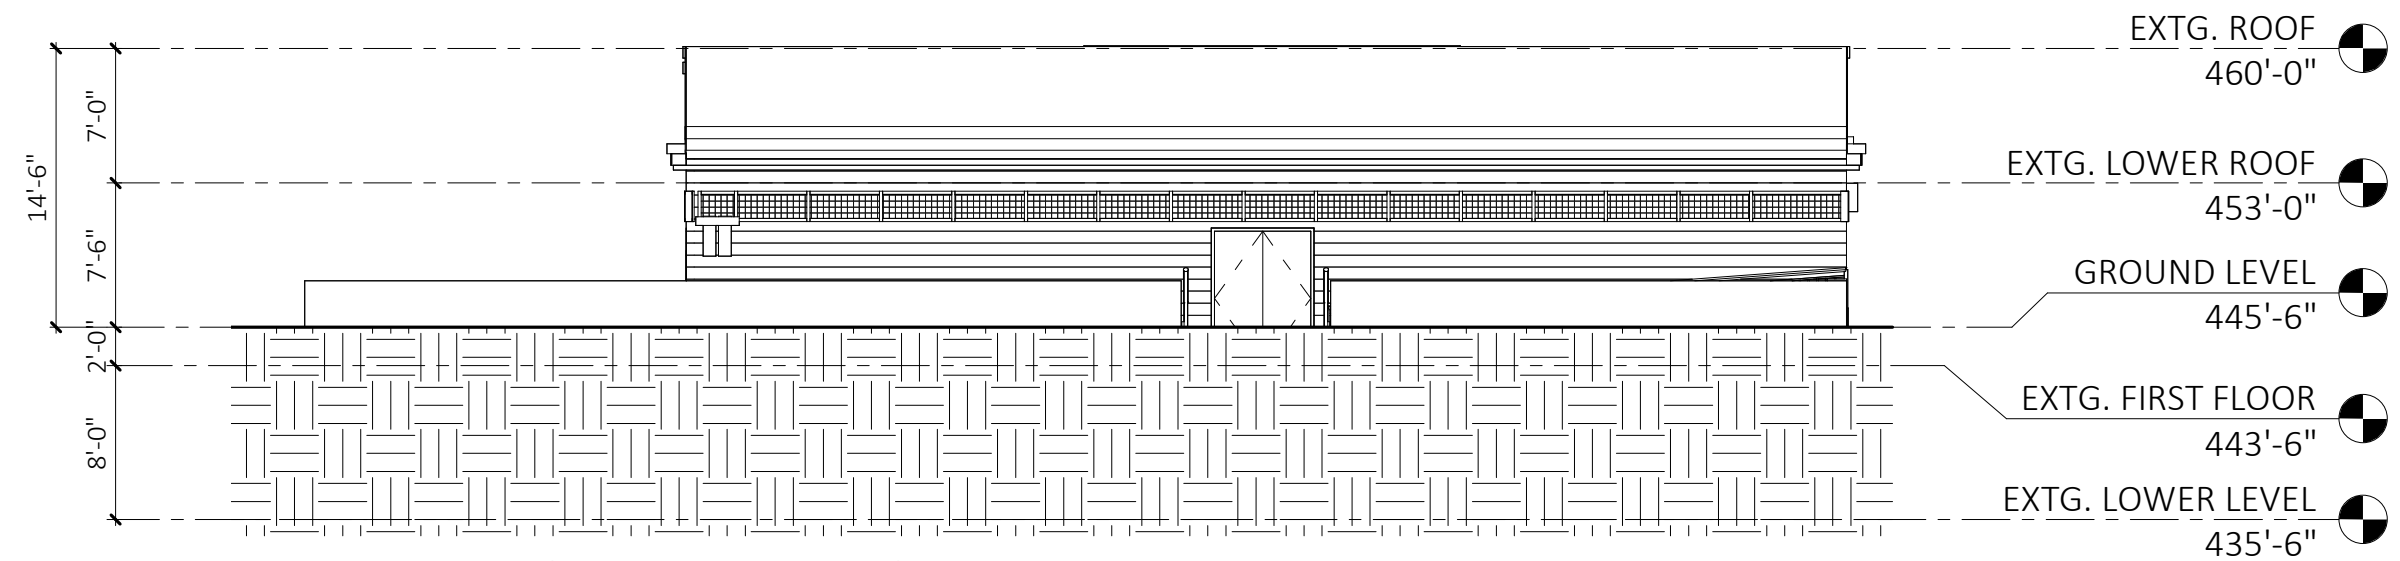 EXTG. ROOF
460'-0"
7'-0"
14'-6"
EXTG. LOWER ROOF
453'-0"
7'-6"
GROUND LEVEL
445'-6"
2'-0"
EXTG. FIRST FLOOR
443'-6"
8'-0"
EXTG. LOWER LEVEL
435'-6"